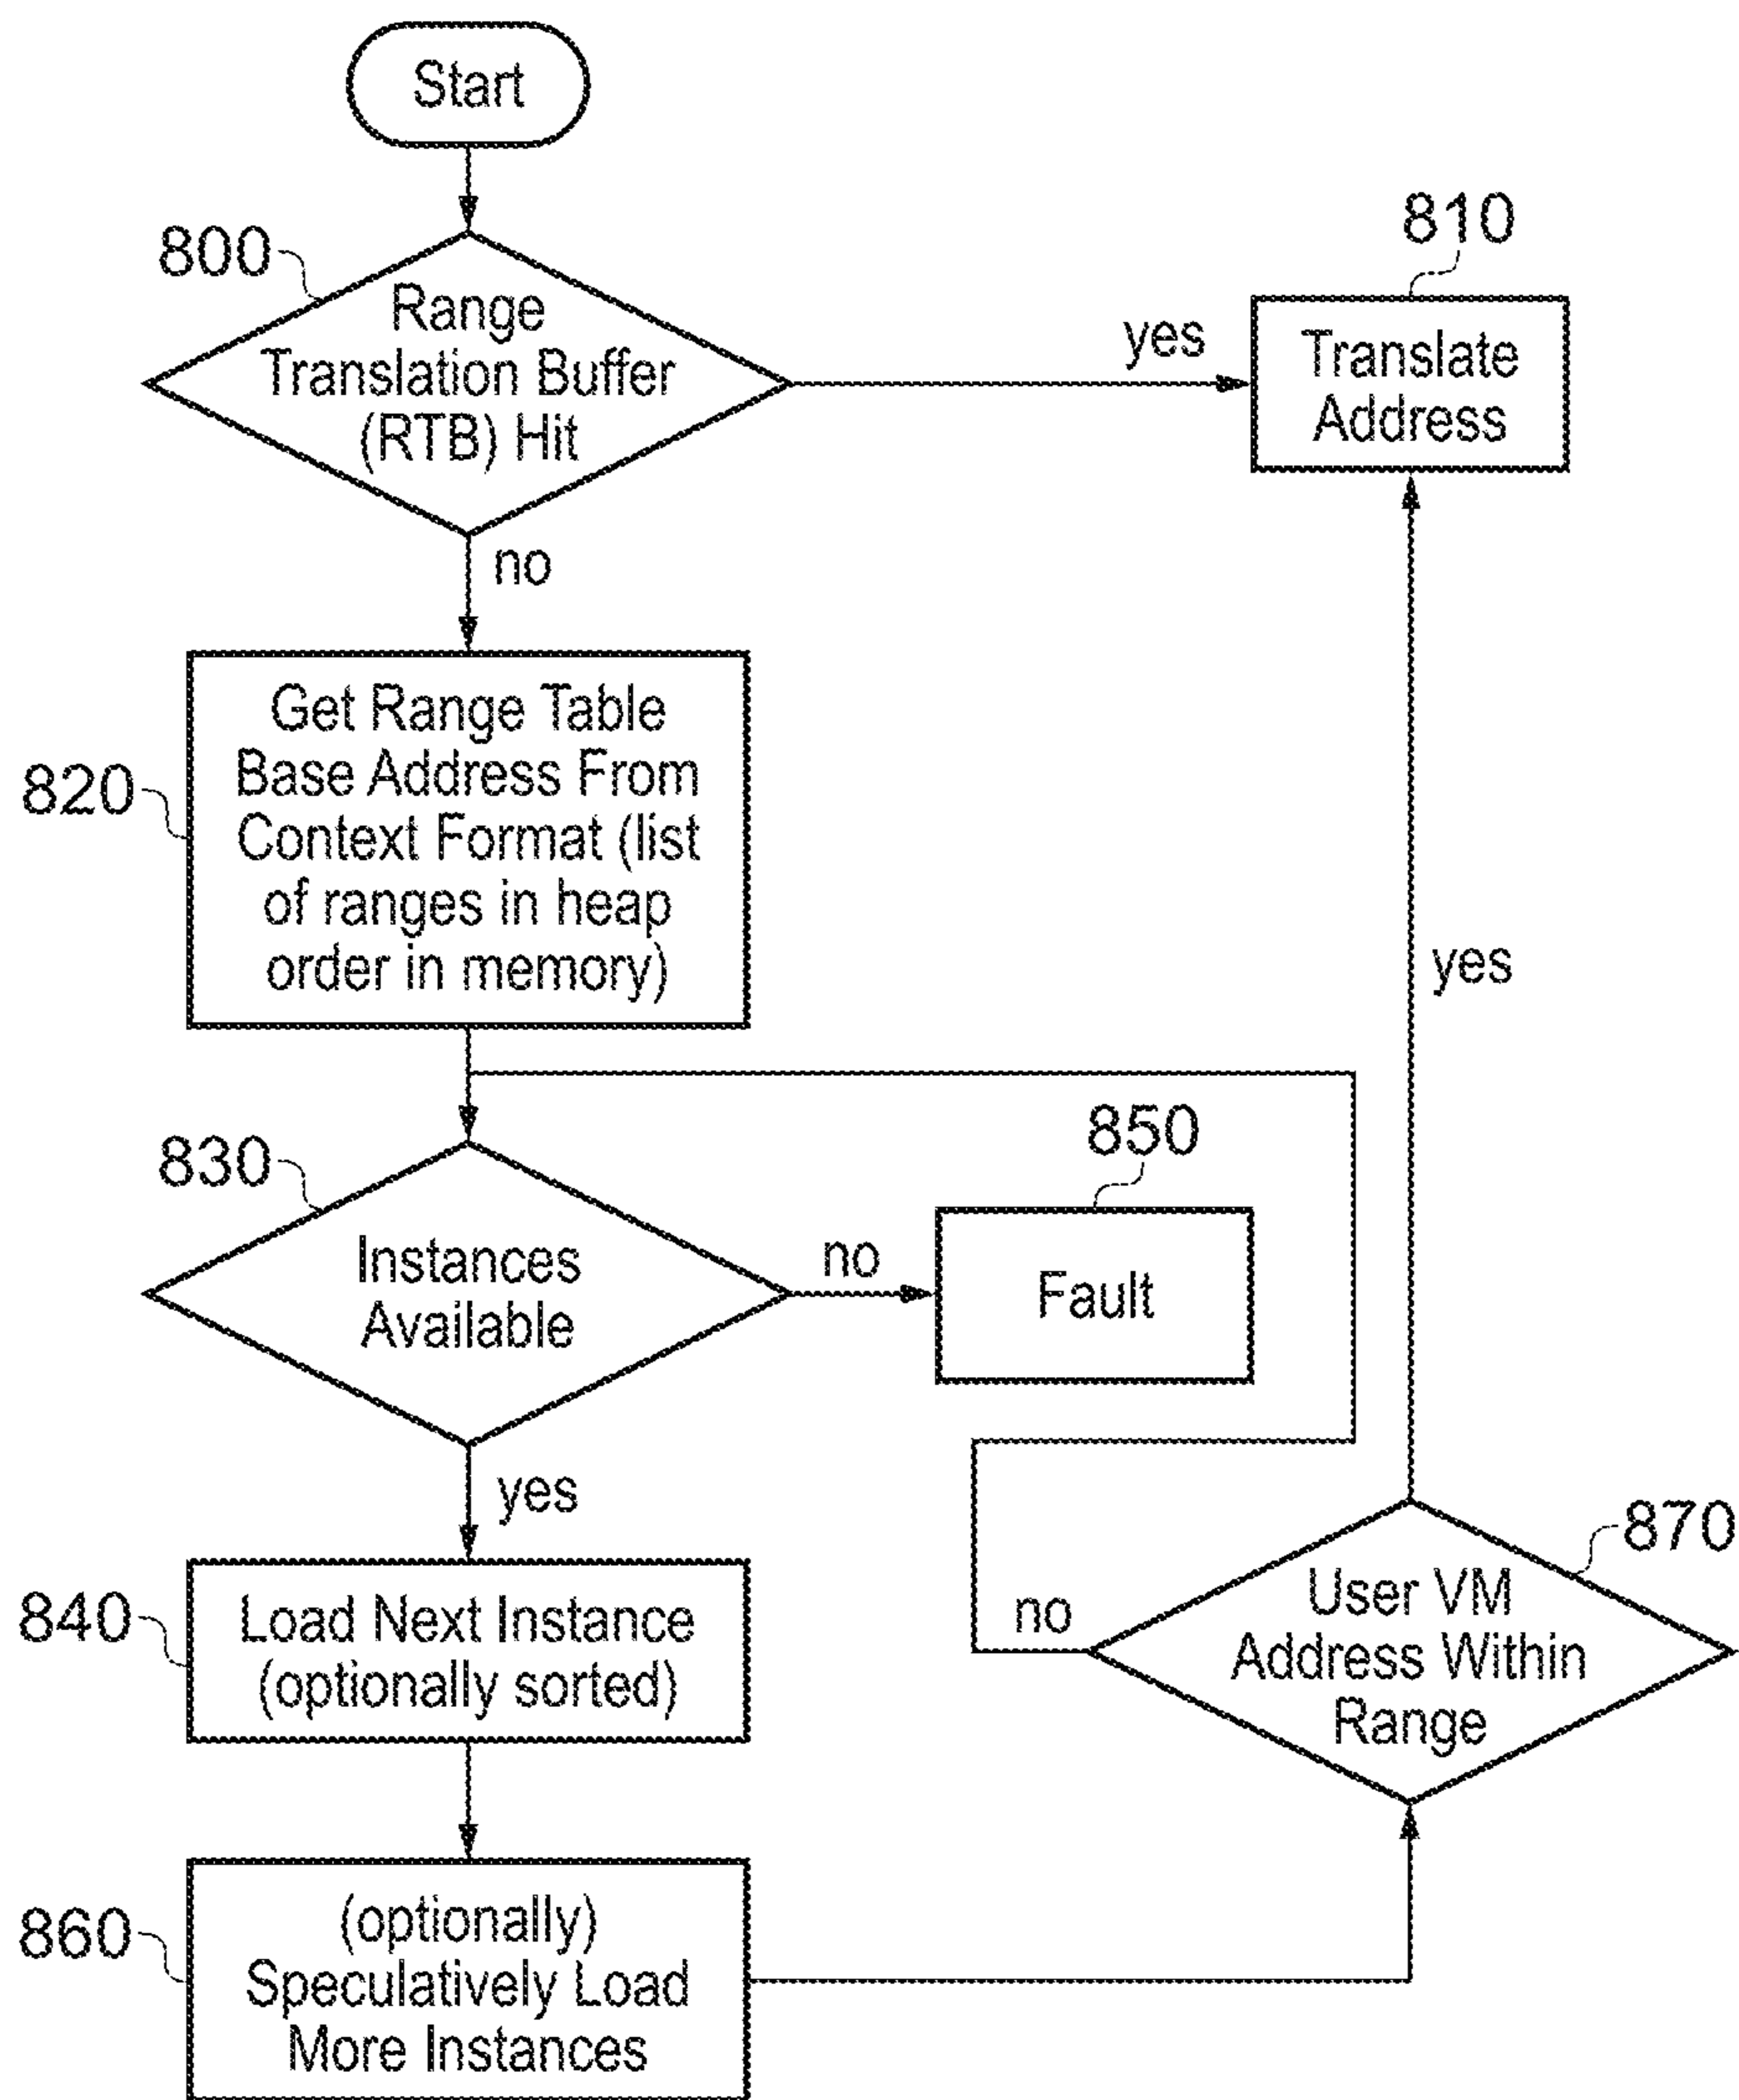 Start
800
Range
Translation Buffer
(RTB) Hit
yes
810
Translate
Address
no
820
Get Range Table
Base Address From
Context Format (list
of ranges in heap
order in memory)
yes
830
Instances
Available
no
850
Fault
yes
840
Load Next Instance
(optionally sorted)
no
870
User VM
Address Within
Range
860
(optionally)
Speculatively Load
More Instances